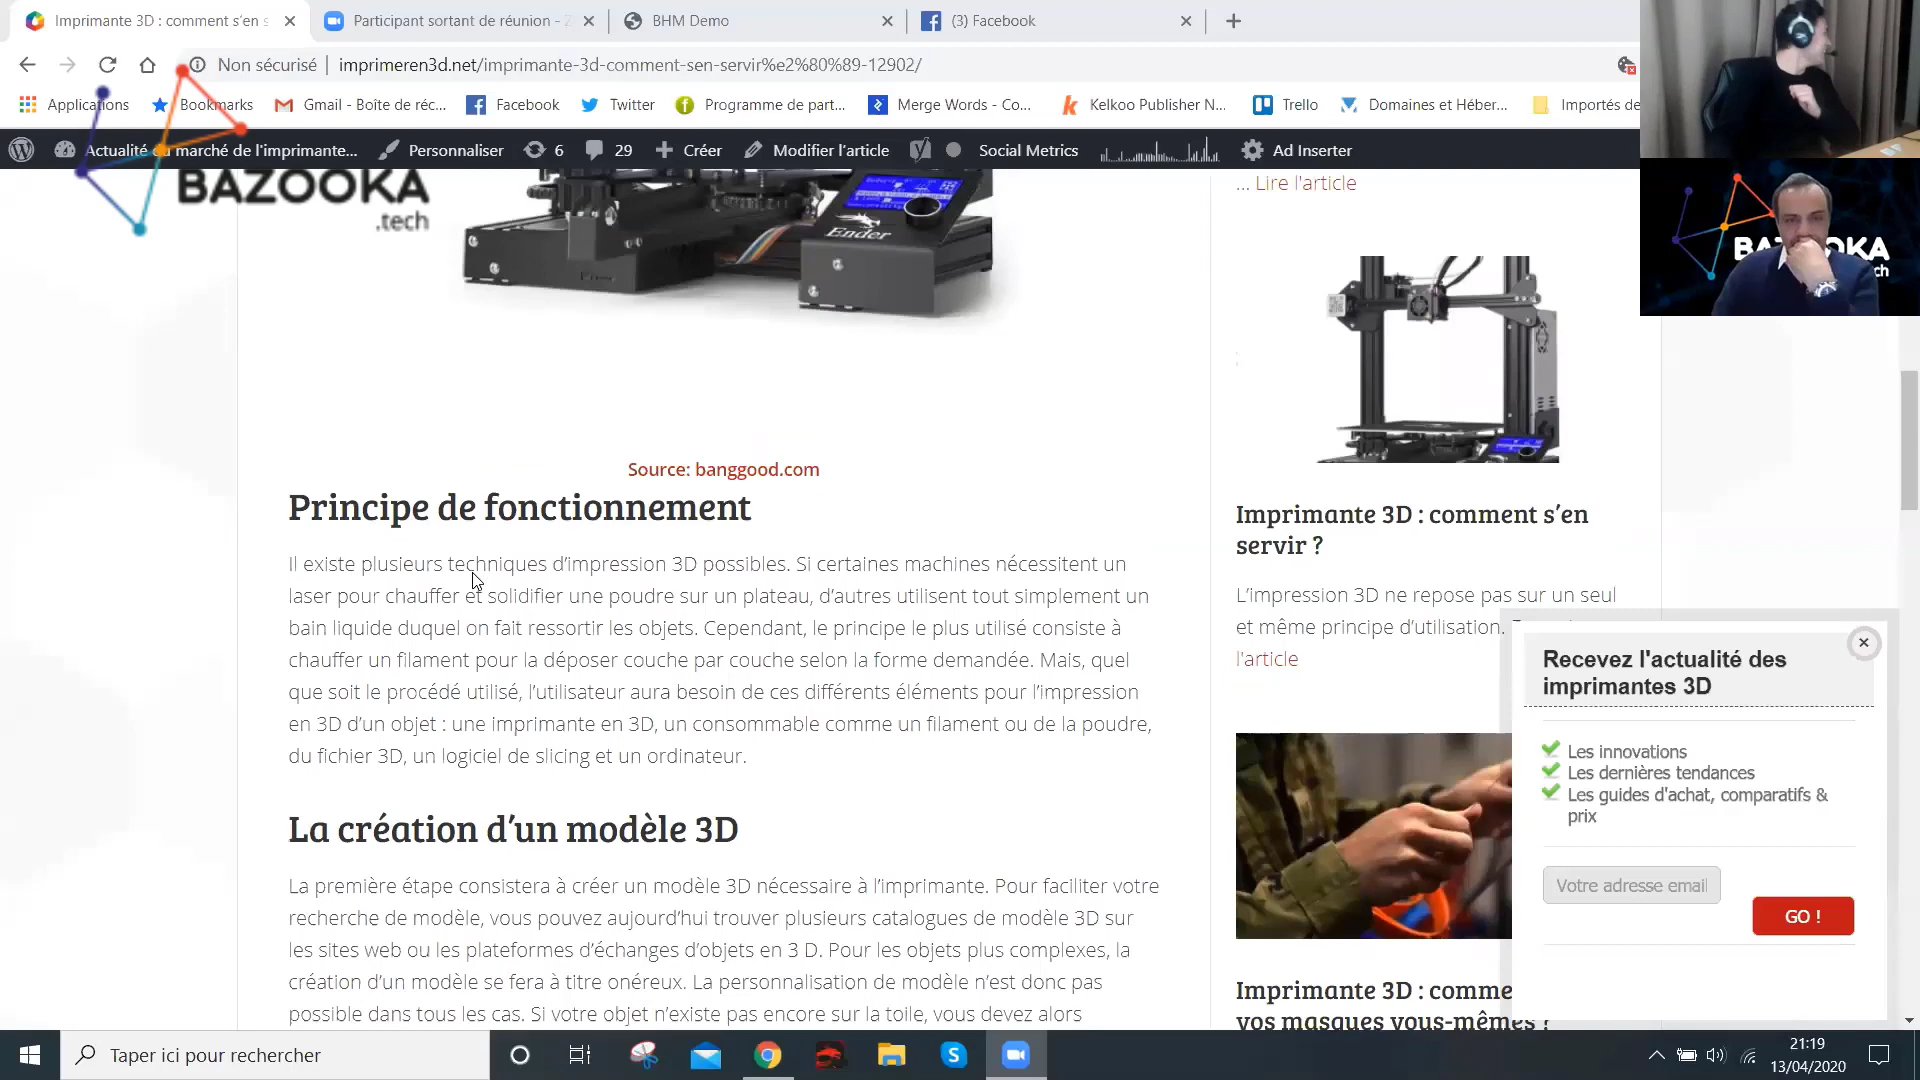 Imprimante 3D : comment s'en s
Participant sortant de réunion - Z
BHM Demo
(3) Facebook
Non sécurisé
imprimeren3d.net/imprimante-3d-comment-sen-servir%e2%80%89-12902/
Applications
Bookmarks
Gmail - Boîte de réc...
Facebook
Twitter
Programme de part...
Merge Words - Co...
Kelkoo Publisher N...
Trello
Domaines et Héber...
Importés de
Actualité du marché de l'imprimante...
Personnaliser
6
29
Créer
Modifier l'article
Social Metrics
Ad Inserter
BAZOOKA
.tech
Ender
Source: banggood.com
Principe de fonctionnement
Il existe plusieurs techniques d'impression 3D possibles. Si certaines machines nécessitent un
laser pour chauffer et solidifier une poudre sur un plateau, d'autres utilisent tout simplement un
bain liquide duquel on fait ressortir les objets. Cependant, le principe le plus utilisé consiste à
chauffer un filament pour la déposer couche par couche selon la forme demandée. Mais, quel
que soit le procédé utilisé, l'utilisateur aura besoin de ces différents éléments pour l'impression
en 3D d'un objet : une imprimante en 3D, un consommable comme un filament ou de la poudre,
du fichier 3D, un logiciel de slicing et un ordinateur.
La création d'un modèle 3D
La première étape consistera à créer un modèle 3D nécessaire à l'imprimante. Pour faciliter votre
recherche de modèle, vous pouvez aujourd'hui trouver plusieurs catalogues de modèle 3D sur
les sites web ou les plateformes d'échanges d'objets en 3 D. Pour les objets plus complexes, la
création d'un modèle se fera à titre onéreux. La personnalisation de modèle n'est donc pas
possible dans tous les cas. Si votre objet n'existe pas encore sur la toile, vous devez alors
... Lire l'article
Imprimante 3D : comment s'en
servir ?
L'impression 3D ne repose pas sur un seul
et même principe d'utilisation.
l'article
Imprimante 3D : comme
vos masques vous-mêmes ?
Recevez l'actualité des
imprimantes 3D
Les innovations
Les dernières tendances
Les guides d'achat, comparatifs &
prix
Votre adresse email
GO !
BAZOOKA
Taper ici pour rechercher
21:19
13/04/2020